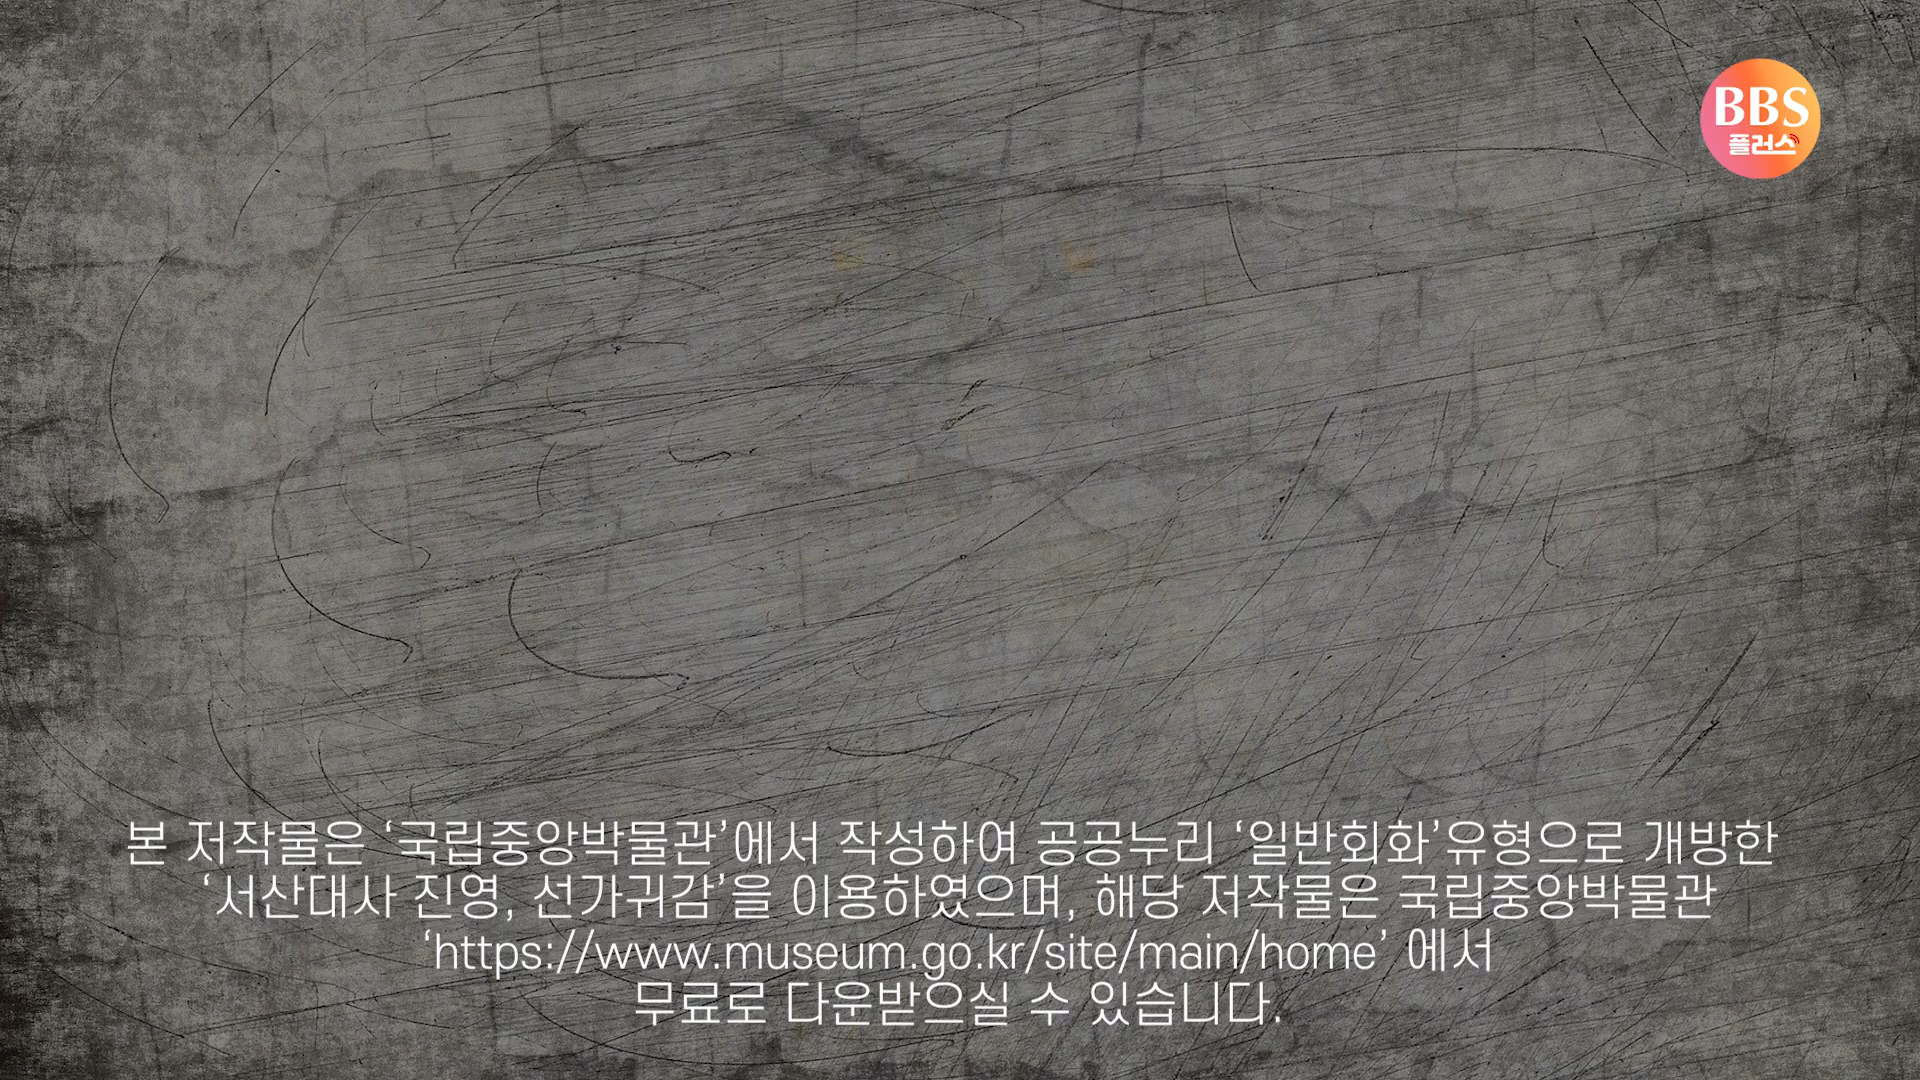 BBS
플러스
본 저작물은 ‘국립중앙박물관’에서 작성하여 공공누리 ‘일반회화’유형으로 개방한
‘서산대사 진영, 선가귀감’을 이용하였으며, 해당 저작물은 국립중앙박물관
‘https://www.museum.go.kr/site/main/home’ 에서
무료로 다운받으실 수 있습니다.